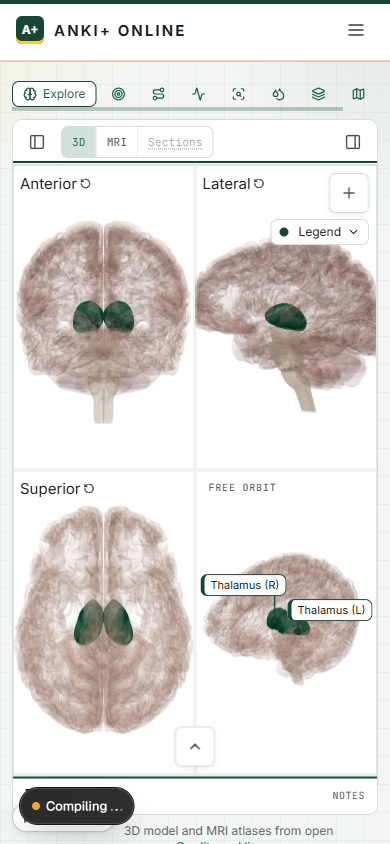 A+ ANKI+ ONLINE
Explore
3D MRI Sections
Anterior
Lateral
Legend
Superior
FREE ORBIT
Thalamus (R)
Thalamus (L)
NOTES
Compiling ...
3D model and MRI atlases from open